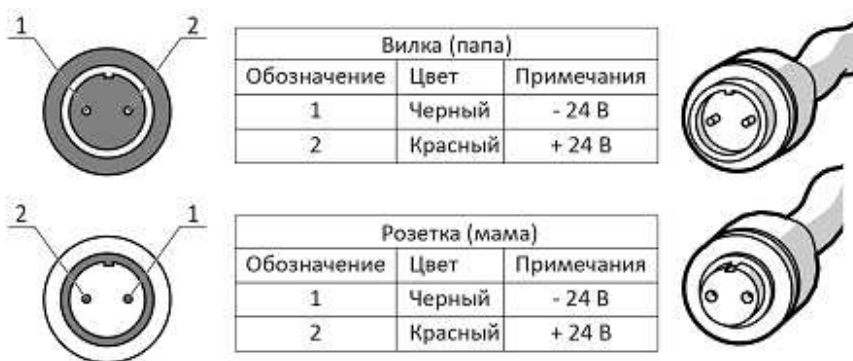 1 2
Вилка (папа)
Обозначение Цвет Примечания
1 Черный - 24 В
2 Красный + 24 В
2 1
Розетка (мама)
Обозначение Цвет Примечания
1 Черный - 24 В
2 Красный + 24 В